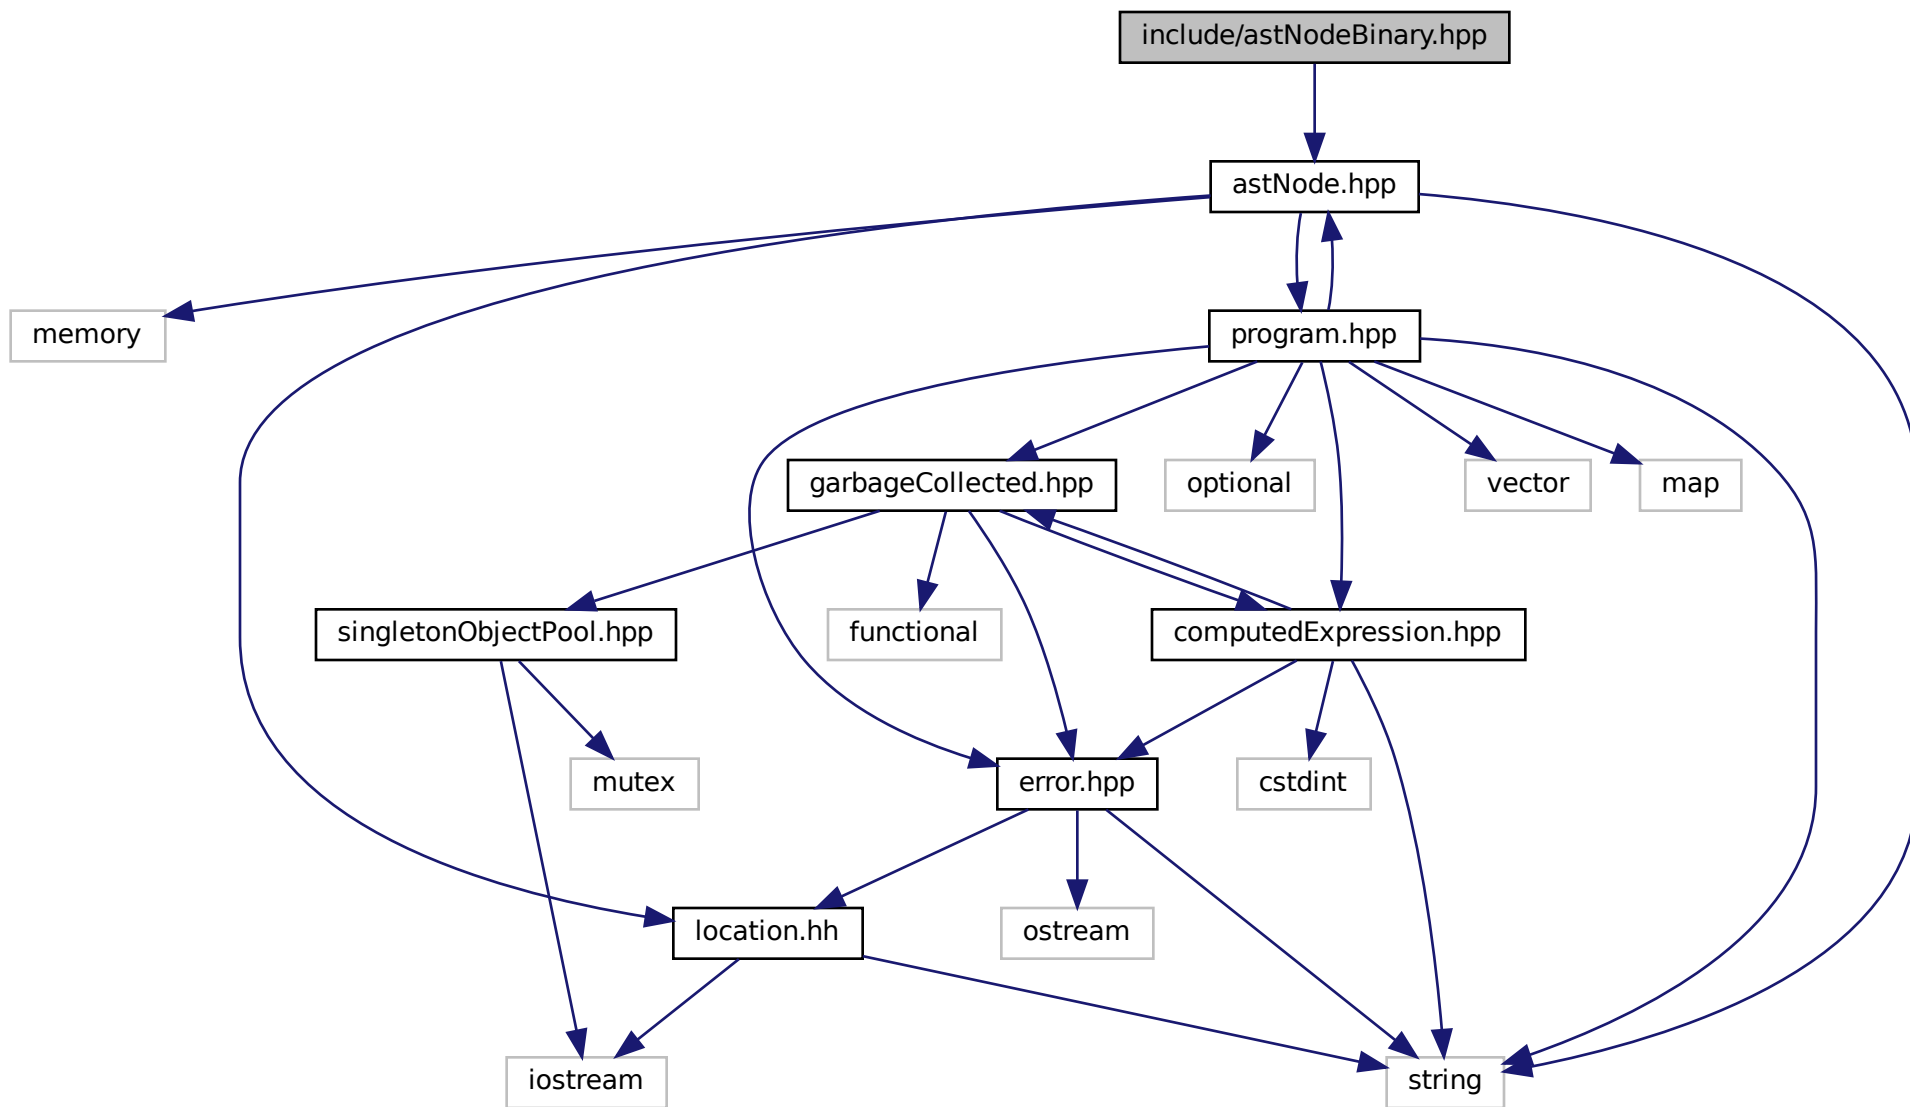 include/astNodeBinary.hpp
astNode.hpp
memory
program.hpp
garbageCollected.hpp
optional
vector
map
singletonObjectPool.hpp
functional
computedExpression.hpp
mutex
error.hpp
cstdint
location.hh
ostream
iostream
string